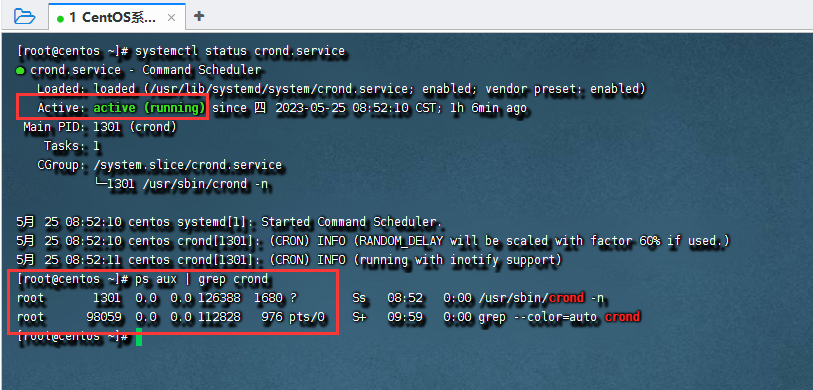 1 CentOS系...
[root@centos ~]# systemctl status crond.service
● crond.service - Command Scheduler
Loaded: loaded (/usr/lib/systemd/system/crond.service; enabled; vendor preset: enabled)
Active: active (running) since 四 2023-05-25 08:52:10 CST; 1h 6min ago
Main PID: 1301 (crond)
Tasks: 1
CGroup: /system.slice/crond.service
└─1301 /usr/sbin/crond -n
5月 25 08:52:10 centos systemd[1]: Started Command Scheduler.
5月 25 08:52:10 centos crond[1301]: (CRON) INFO (RANDOM_DELAY will be scaled with factor 60% if used.)
5月 25 08:52:11 centos crond[1301]: (CRON) INFO (running with inotify support)
[root@centos ~]# ps aux | grep crond
root 1301 0.0 0.0 126388 1680 ? Ss 08:52 0:00 /usr/sbin/crond -n
root 98059 0.0 0.0 112828 976 pts/0 S+ 09:59 0:00 grep --color=auto crond
[root@centos ~]#